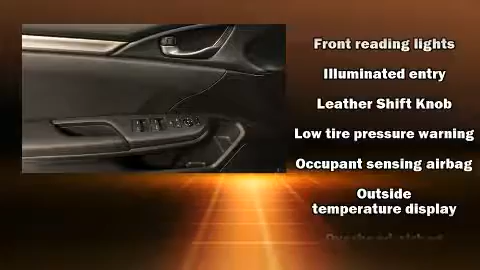 Front reading lights
Illuminated entry
Leather Shift Knob
Low tire pressure warning
Occupant sensing airbag
Outside
temperature display